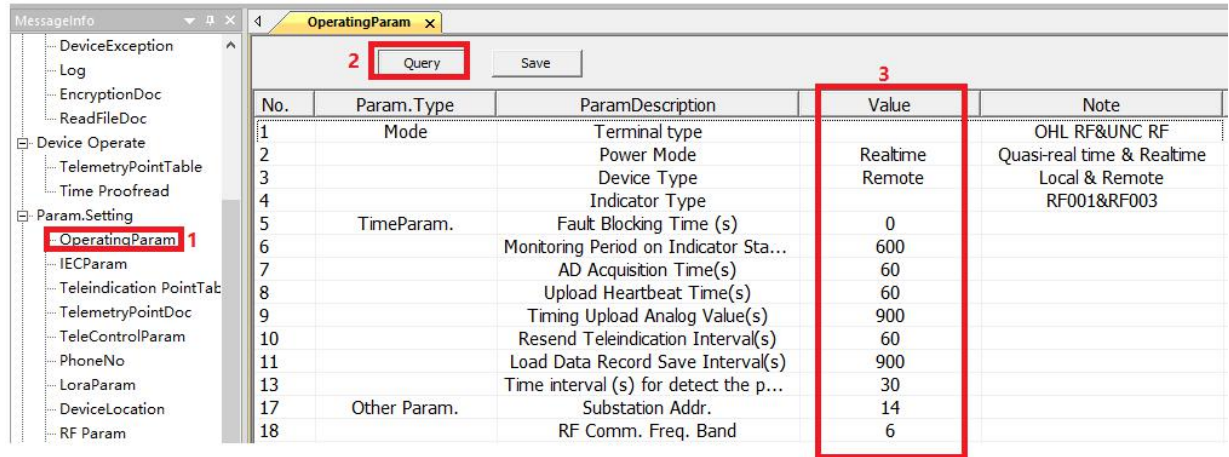 MessageInfo
OperatingParam x
DeviceException
Log
EncryptionDoc
ReadFileDoc
Device Operate
TelemetryPointTable
Time Proofread
Param.Setting
OperatingParam 1
IECParam
Teleindication PointTab
TelemetryPointDoc
TeleControlParam
PhoneNo
LoraParam
DeviceLocation
RF Param
2 Query Save
3
No. Param.Type ParamDescription Value Note
1 Mode Terminal type OHL RF&UNC RF
2 Power Mode Realtime Quasi-real time & Realtime
3 Device Type Remote Local & Remote
4 Indicator Type RF001&RF003
5 TimeParam. Fault Blocking Time (s) 0
6 Monitoring Period on Indicator Sta... 600
7 AD Acquisition Time(s) 60
8 Upload Heartbeat Time(s) 60
9 Timing Upload Analog Value(s) 900
10 Resend Teleindication Interval(s) 60
11 Load Data Record Save Interval(s) 900
13 Time interval (s) for detect the p... 30
17 Other Param. Substation Addr. 14
18 RF Comm. Freq. Band 6